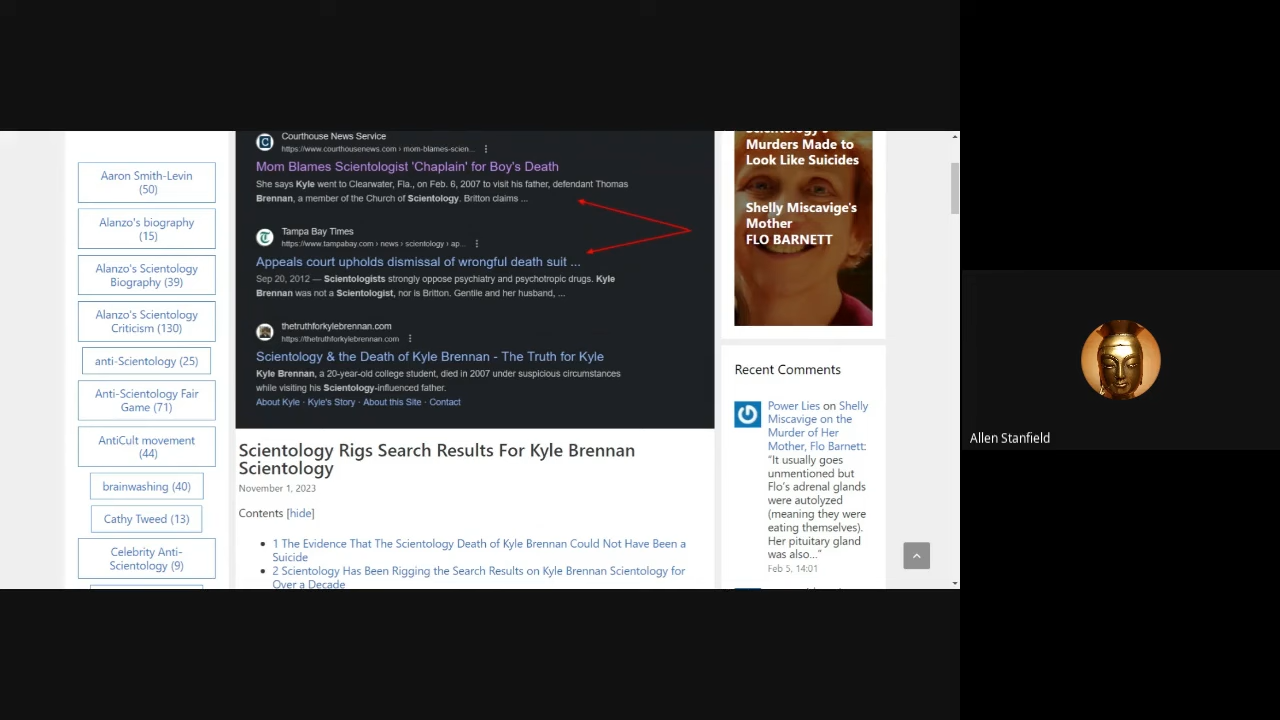 Aaron Smith-Levin
(50)
Alanzo's biography
(15)
Alanzo's Scientology
Biography (39)
Alanzo's Scientology
Criticism (130)
anti-Scientology (25)
Anti-Scientology Fair
Game (71)
AntiCult movement
(44)
brainwashing (40)
Cathy Tweed (13)
Celebrity Anti-
Scientology (9)
Courthouse News Service
https://www.courthousenews.com › mom-blames-scien...
Mom Blames Scientologist 'Chaplain' for Boy's Death
She says Kyle went to Clearwater, Fla., on Feb. 6, 2007 to visit his father, defendant Thomas
Brennan, a member of the Church of Scientology. Britton claims ...
Tampa Bay Times
https://www.tampabay.com › news › scientology › ap...
Appeals court upholds dismissal of wrongful death suit ...
Sep 20, 2012 — Scientologists strongly oppose psychiatry and psychotropic drugs. Kyle
Brennan was not a Scientologist, nor is Britton. Gentile and her husband, ...
thetruthforkylebrennan.com
https://thetruthforkylebrennan.com
Scientology & the Death of Kyle Brennan - The Truth for Kyle
Kyle Brennan, a 20-year-old college student, died in 2007 under suspicious circumstances
while visiting his Scientology-influenced father.
About Kyle · Kyle's Story · About this Site · Contact
Scientology Rigs Search Results For Kyle Brennan
Scientology
November 1, 2023
Contents [hide]
1 The Evidence That The Scientology Death of Kyle Brennan Could Not Have Been a
Suicide
2 Scientology Has Been Rigging the Search Results on Kyle Brennan Scientology for
Over a Decade
Scientology's
Murders Made to
Look Like Suicides
Shelly Miscavige's
Mother
FLO BARNETT
Recent Comments
Power Lies on Shelly
Miscavige on the
Murder of Her
Mother, Flo Barnett:
“It usually goes
unmentioned but
Flo’s adrenal glands
were autolyzed
(meaning they were
eating themselves).
Her pituitary gland
was also…”
Feb 5, 14:01
Allen Stanfield